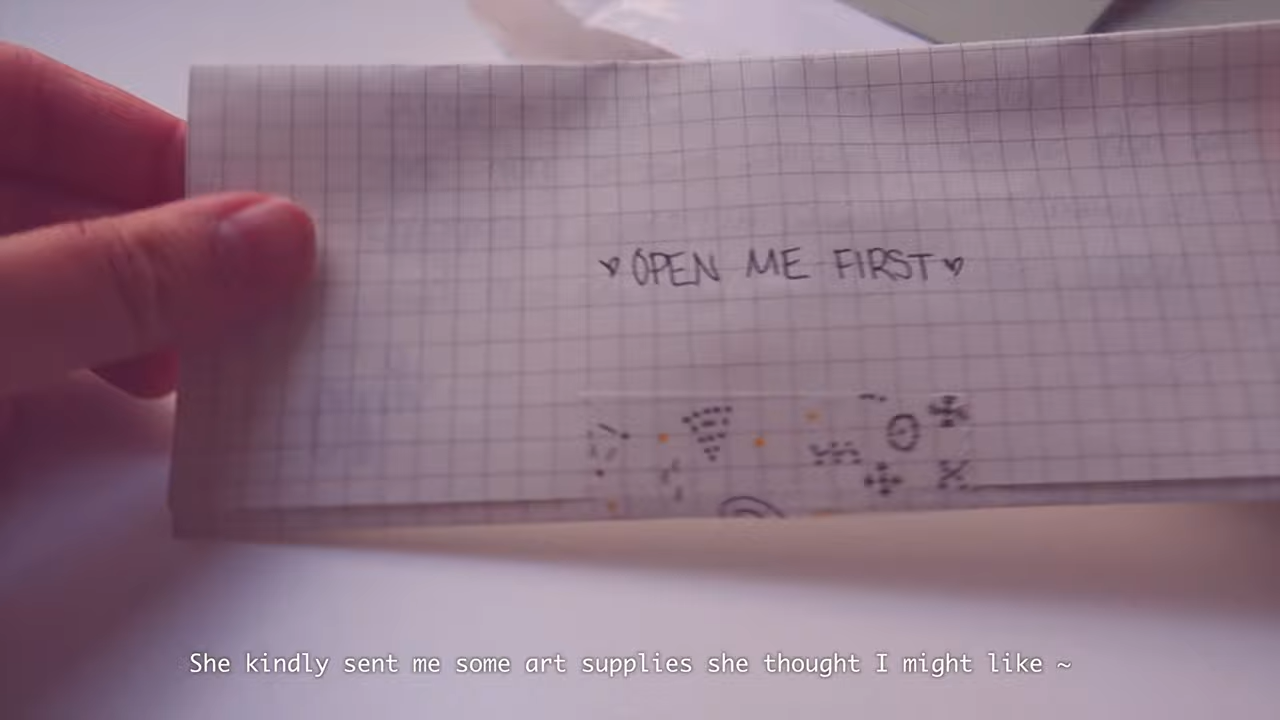 ♥ OPEN ME FIRST ♥
She kindly sent me some art supplies she thought I might like ~